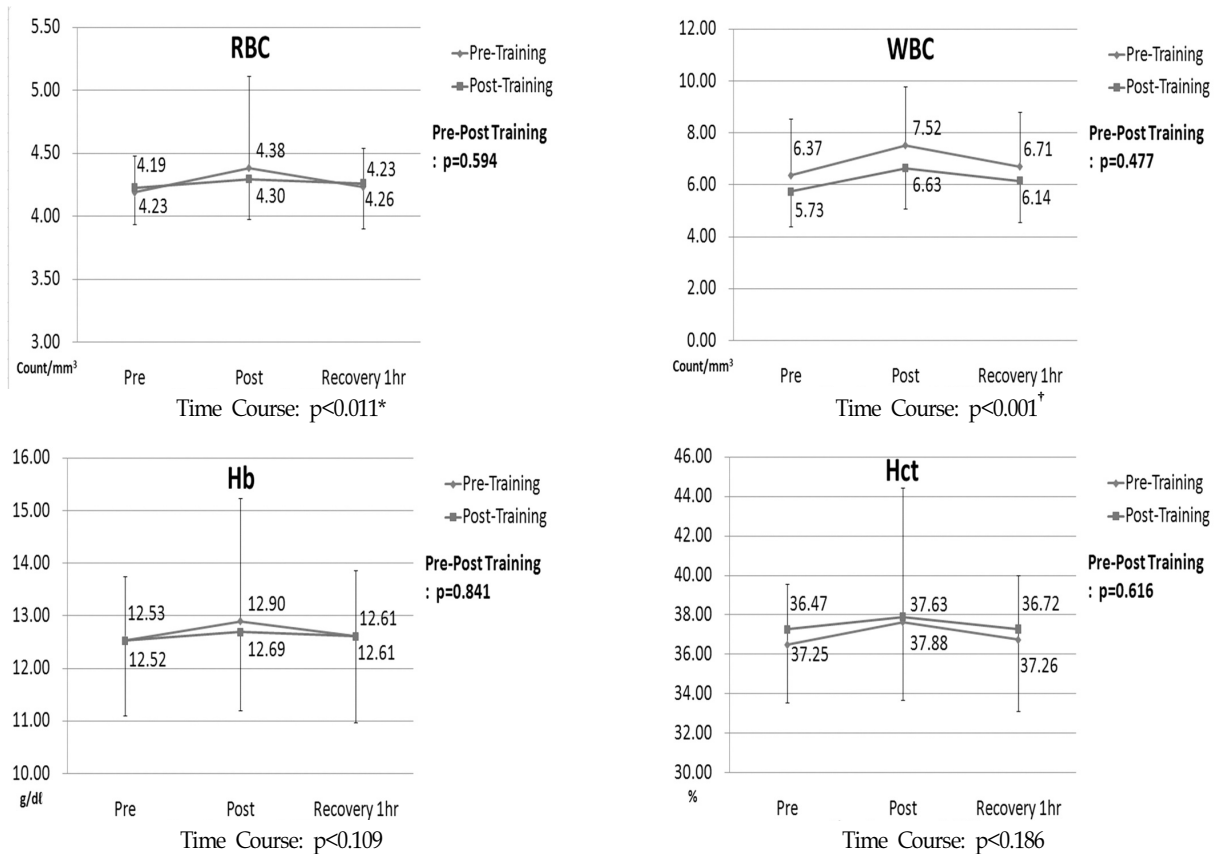 RBC
5.50
5.00
4.50
4.00
3.50
3.00
Count/mm³
4.19
4.38
4.23
4.23
4.30
4.26
Pre
Post
Recovery 1hr
Pre-Training
Post-Training
Pre-Post Training
: p=0.594
Time Course: p<0.011*
WBC
12.00
10.00
8.00
6.00
4.00
2.00
0.00
Count/mm³
6.37
7.52
6.71
5.73
6.63
6.14
Pre
Post
Recovery 1hr
Pre-Training
Post-Training
Pre-Post Training
: p=0.477
Time Course: p<0.001†
Hb
16.00
15.00
14.00
13.00
12.00
11.00
10.00
g/dℓ
12.53
12.90
12.61
12.52
12.69
12.61
Pre
Post
Recovery 1hr
Pre-Training
Post-Training
Pre-Post Training
: p=0.841
Time Course: p<0.109
Hct
46.00
44.00
42.00
40.00
38.00
36.00
34.00
32.00
30.00
%
36.47
37.63
36.72
37.25
37.88
37.26
Pre
Post
Recovery 1hr
Pre-Training
Post-Training
Pre-Post Training
: p=0.616
Time Course: p<0.186